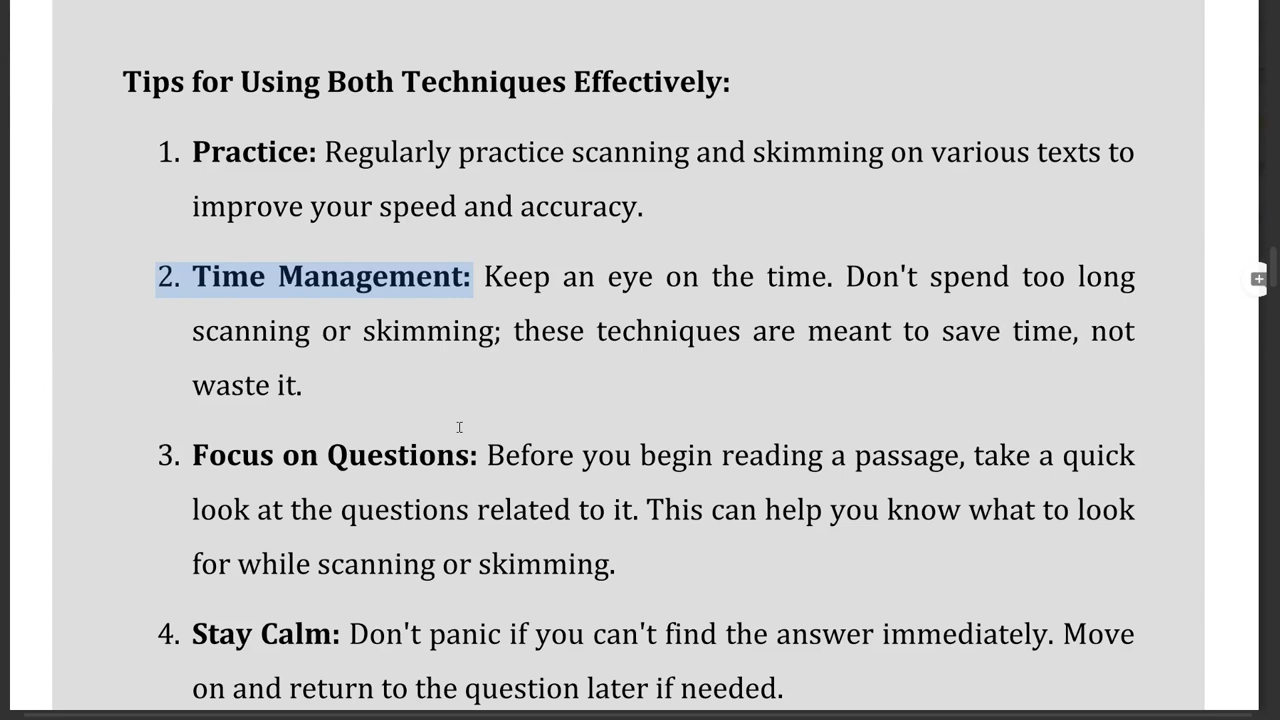 Tips for Using Both Techniques Effectively:
1. Practice: Regularly practice scanning and skimming on various texts to
improve your speed and accuracy.
2. Time Management: Keep an eye on the time. Don't spend too long
scanning or skimming; these techniques are meant to save time, not
waste it.
3. Focus on Questions: Before you begin reading a passage, take a quick
look at the questions related to it. This can help you know what to look
for while scanning or skimming.
4. Stay Calm: Don't panic if you can't find the answer immediately. Move
on and return to the question later if needed.